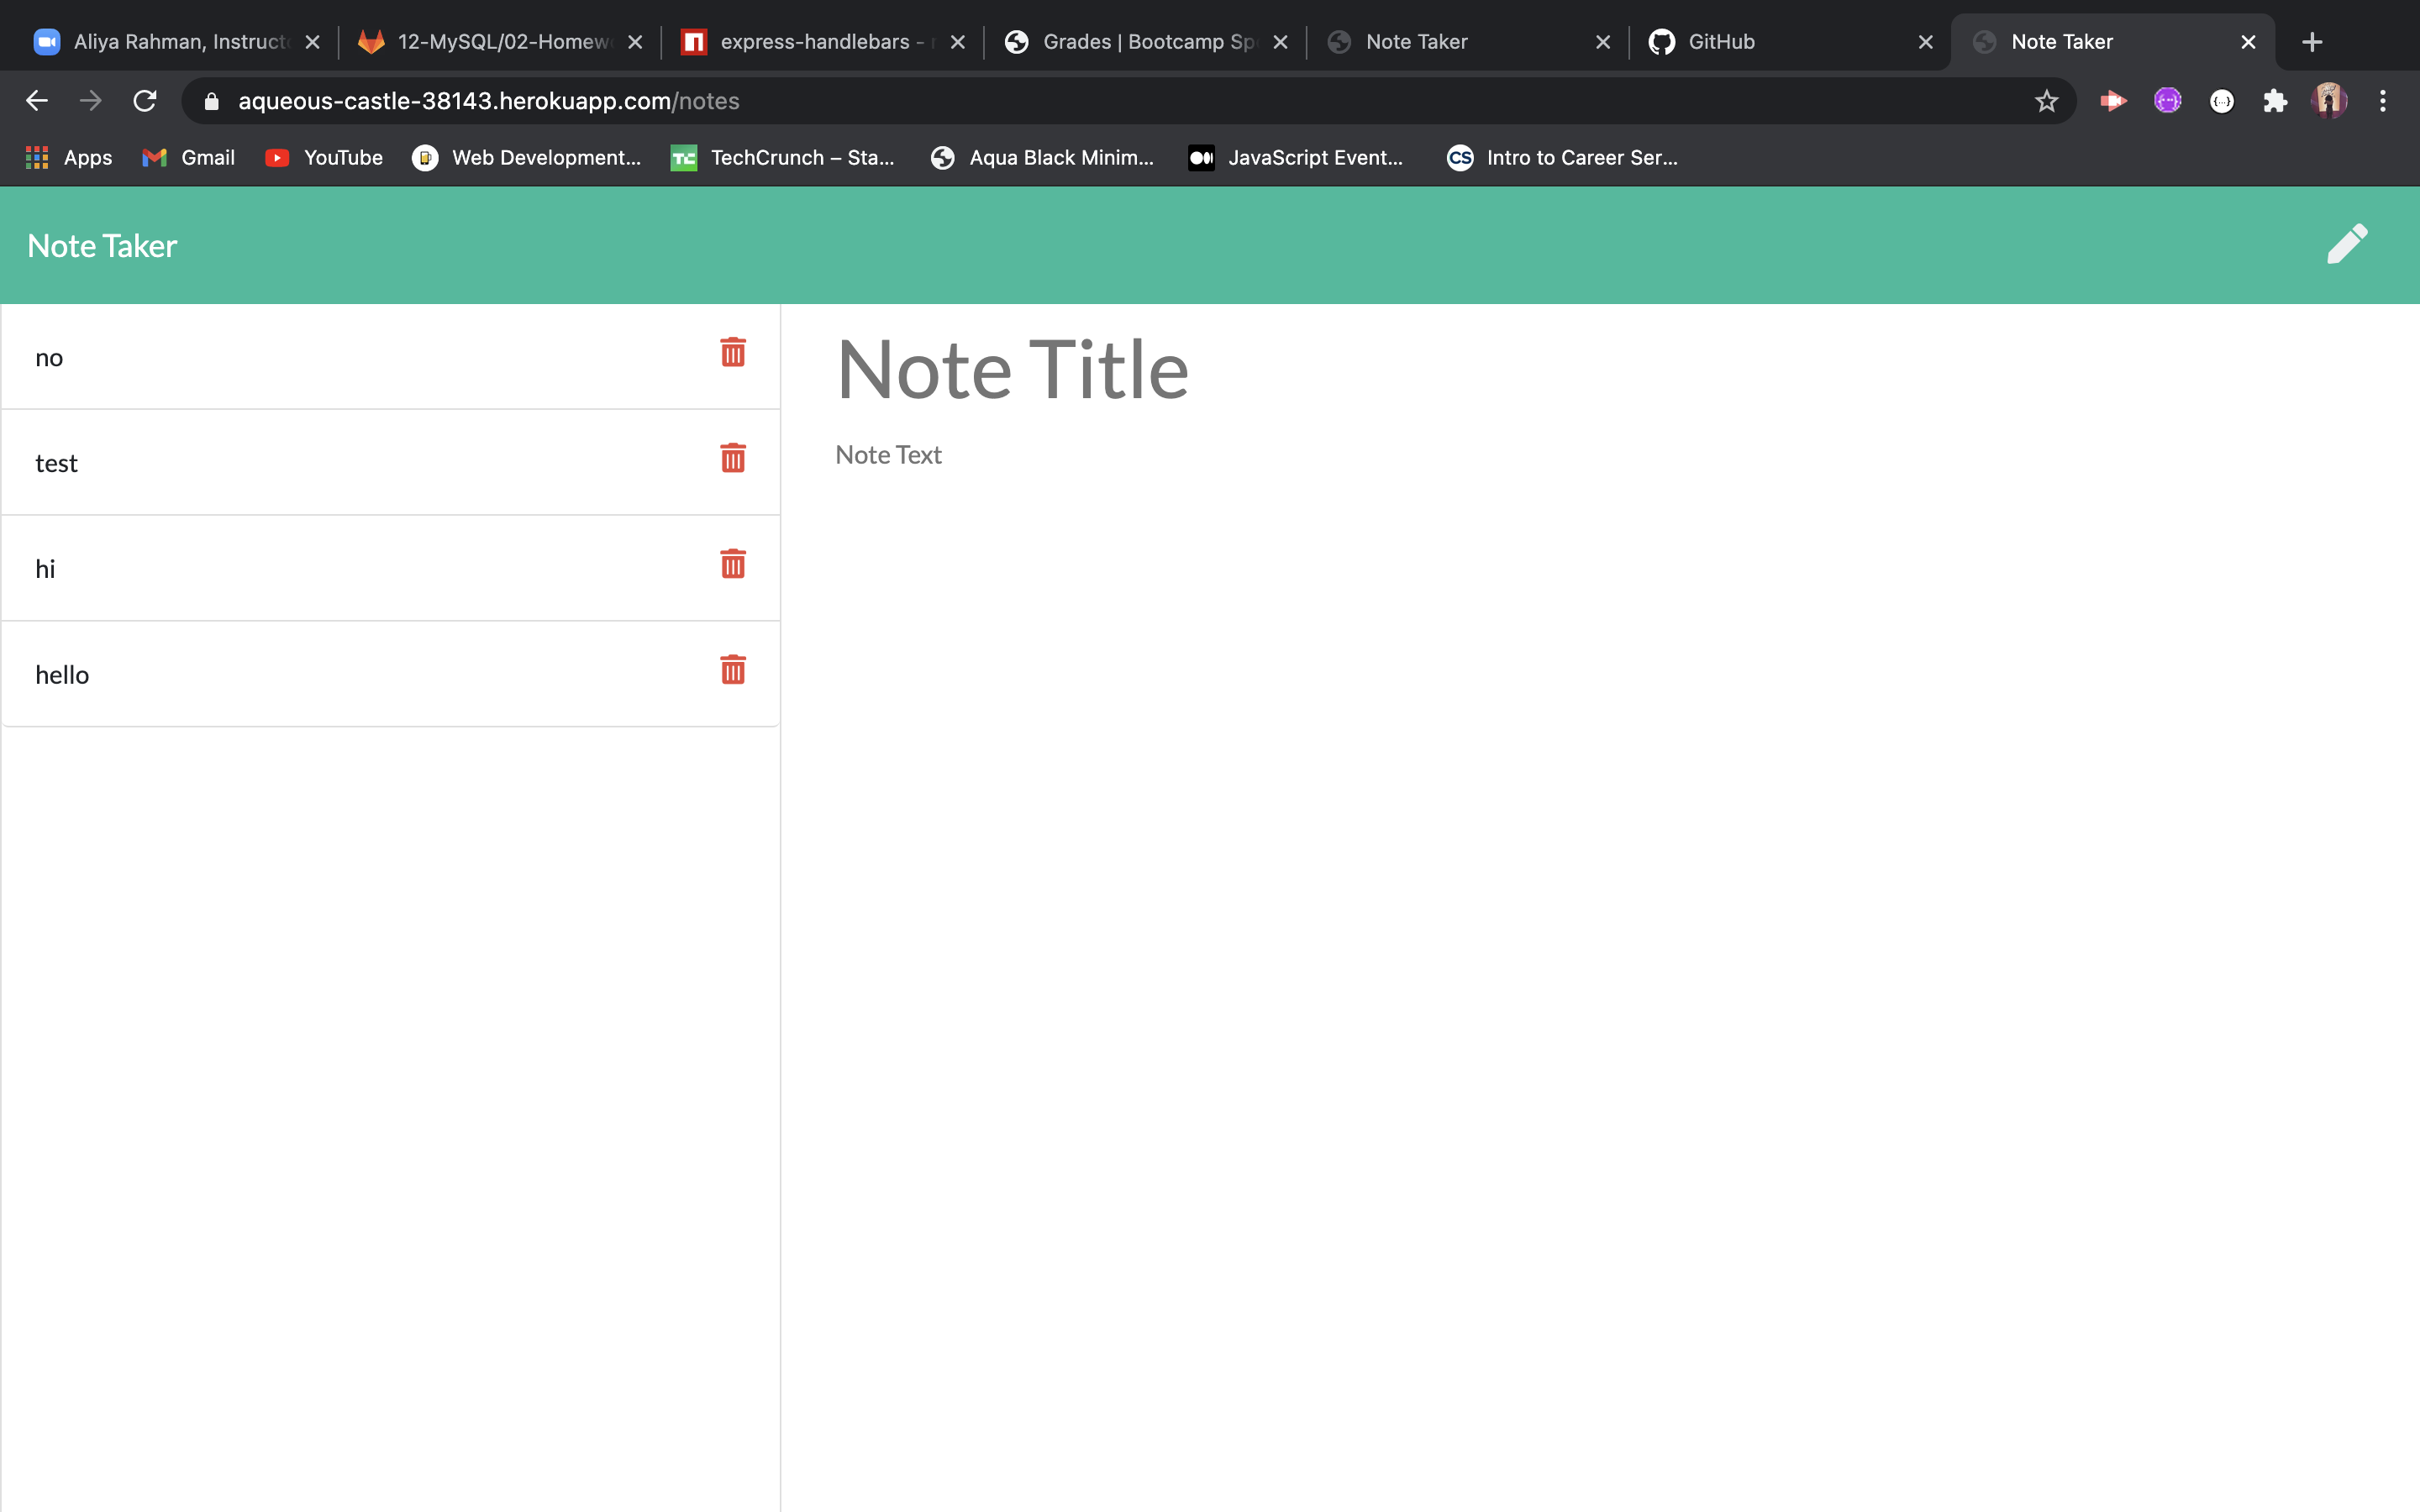 Aliya Rahman, Instruct
12-MySQL/02-Homew
express-handlebars -
Grades | Bootcamp Sp
Note Taker
GitHub
Note Taker
aqueous-castle-38143.herokuapp.com/notes
Apps
Gmail
YouTube
Web Development...
TechCrunch – Sta...
Aqua Black Minim...
JavaScript Event...
Intro to Career Ser...
Note Taker
no
test
hi
hello
Note Title
Note Text